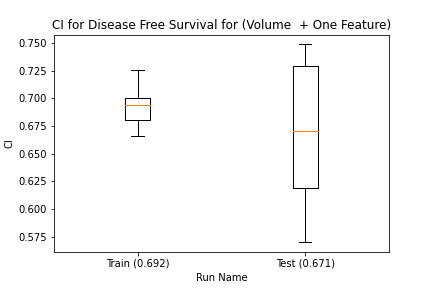 CI for Disease Free Survival for (Volume  + One Feature)
0.750
0.725
0.700
0.675
0.650
0.625
0.600
0.575
CI
Train (0.692)
Test (0.671)
Run Name